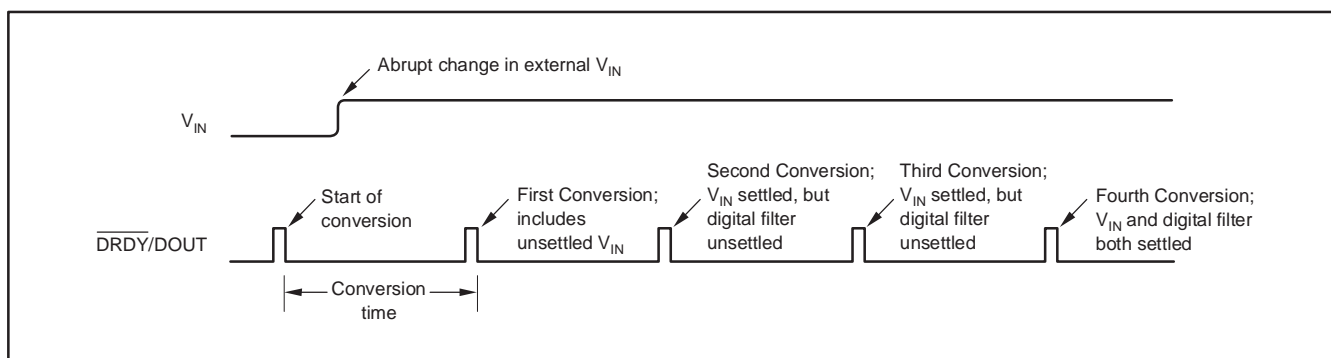 Abrupt change in external V_IN
V_IN
Start of
conversion
First Conversion;
includes
unsettled V_IN
Second Conversion;
V_IN settled, but
digital filter
unsettled
Third Conversion;
V_IN settled, but
digital filter
unsettled
Fourth Conversion;
V_IN and digital filter
both settled
D̅R̅D̅Y̅/DOUT
Conversion
time